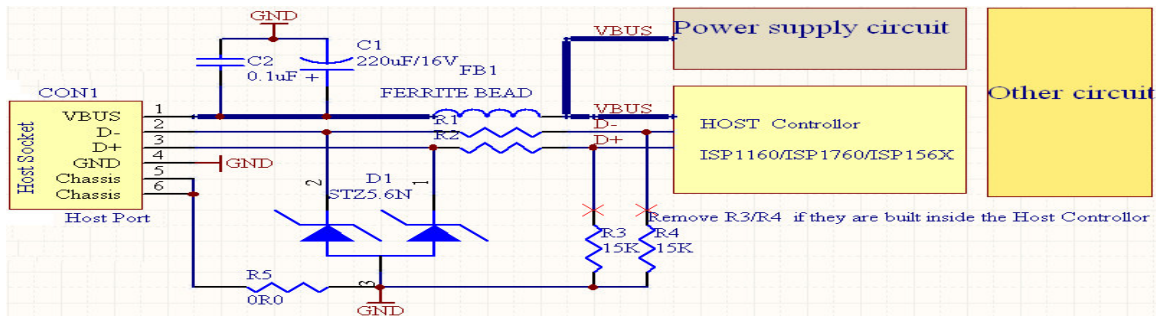 GND
VBUS
Power supply circuit
C2
0.1uF
C1
220uF/16V
+
FB1
FERRITE BEAD
Other circuit
CON1
Host Socket
VBUS
D-
D+
GND
Chassis
Chassis
1
2
3
4
5
6
Host Port
GND
R1
R2
VBUS
D-
D+
HOST Controllor
ISP1160/ISP1760/ISP156X
2
D1
1
STZ5.6N
Remove R3/R4 if they are built inside the Host Controllor
R3
15K
R4
15K
R5
0R0
3
GND